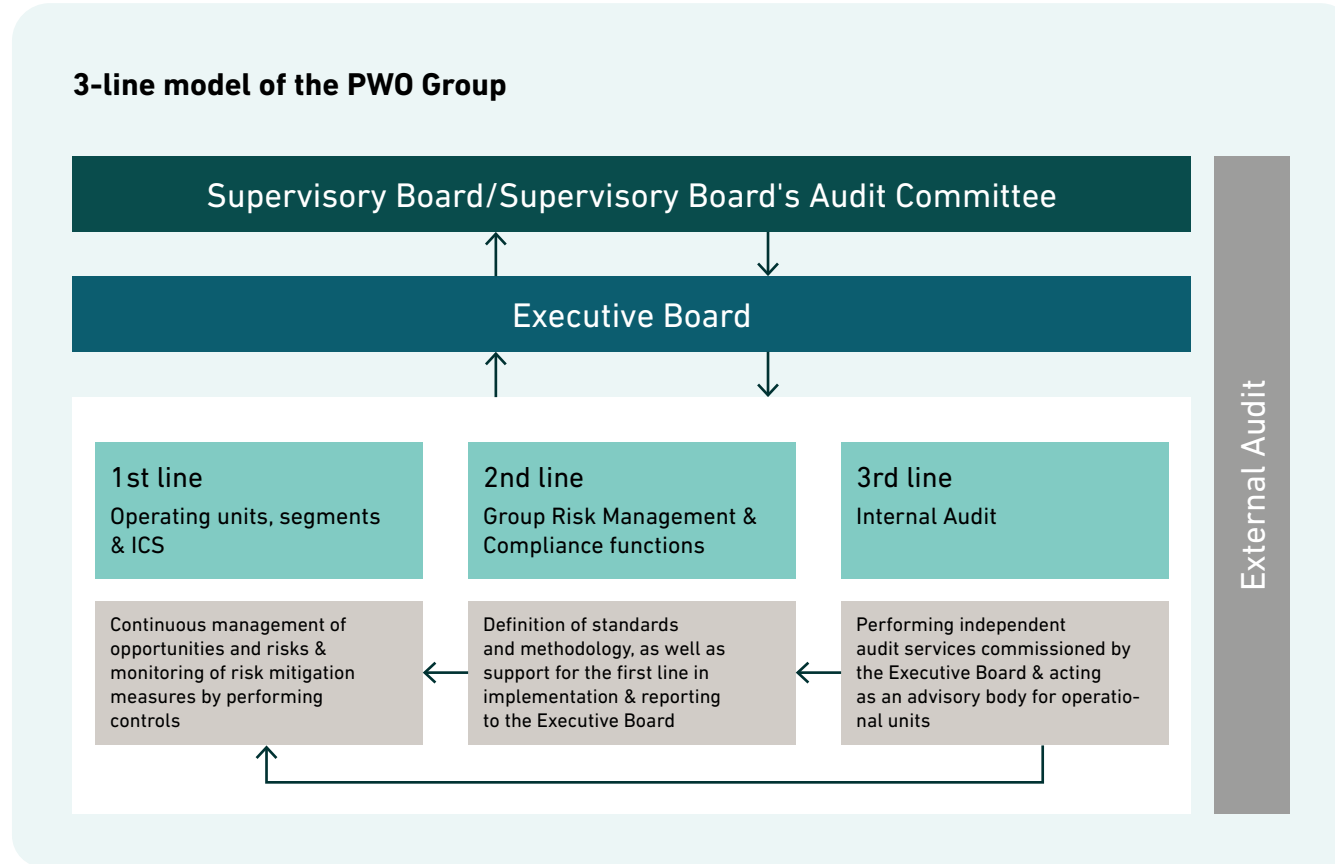 3-line model of the PWO Group
Supervisory Board/Supervisory Board's Audit Committee
Executive Board
1st line
Operating units, segments
& ICS
2nd line
Group Risk Management &
Compliance functions
3rd line
Internal Audit
Continuous management of
opportunities and risks &
monitoring of risk mitigation
measures by performing
controls
Definition of standards
and methodology, as well as
support for the first line in
implementation & reporting
to the Executive Board
Performing independent
audit services commissioned by
the Executive Board & acting
as an advisory body for operatio-
nal units
External Audit